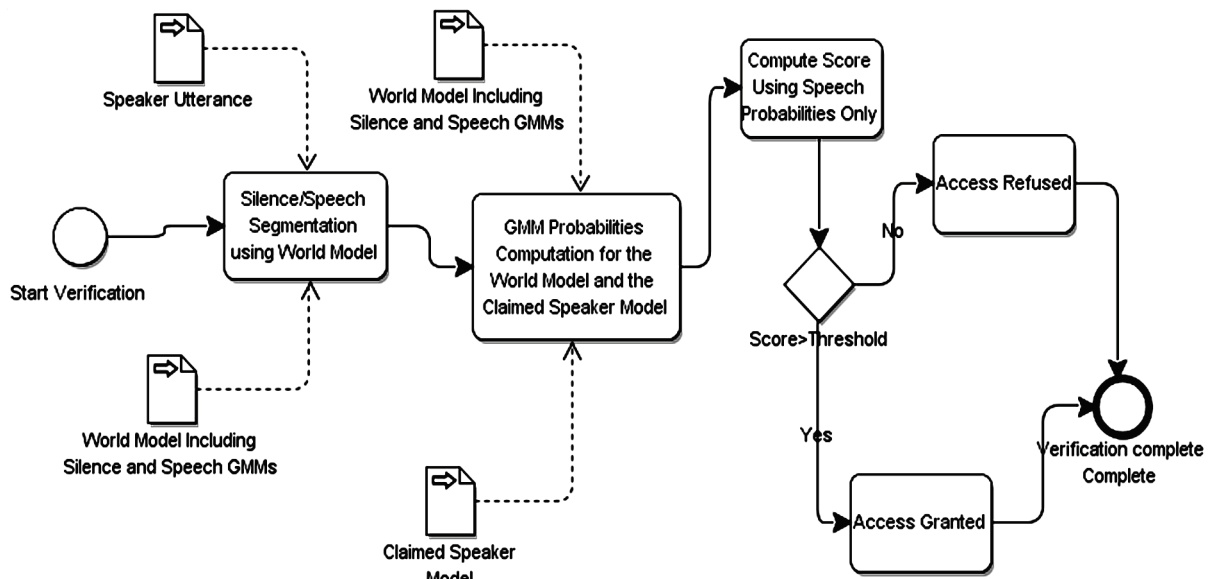 Speaker Utterance
World Model Including
Silence and Speech GMMs
Compute Score
Using Speech
Probabilities Only
Silence/Speech
Segmentation
using World Model
GMM Probabilities
Computation for the
World Model and the
Claimed Speaker Model
Access Refused
No
Start Verification
Score>Threshold
World Model Including
Silence and Speech GMMs
Yes
Verification complete
Complete
Access Granted
Claimed Speaker
Model